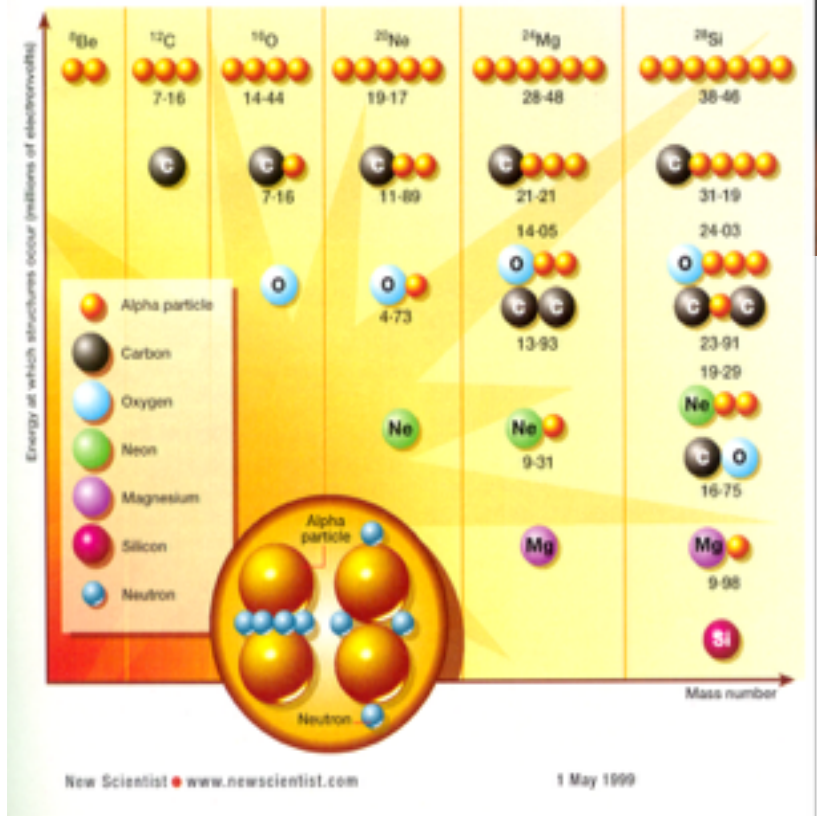 Energy at which structures occur (millions of electronvolts)
⁸Be
¹²C
¹⁶O
²⁰Ne
²⁴Mg
²⁸Si
7·16
14·44
19·17
28·48
38·46
C
C
C
C
C
7·16
11·89
21·21
31·19
14·05
24·03
O
O
O
O
4·73
C C
C C
13·93
23·91
19·29
Ne
Ne
Ne
9·31
C O
16·75
Mg
Mg
9·98
Si
Alpha particle
Carbon
Oxygen
Neon
Magnesium
Silicon
Neutron
Alpha
particle
Neutron
Mass number
New Scientist • www.newscientist.com
1 May 1999